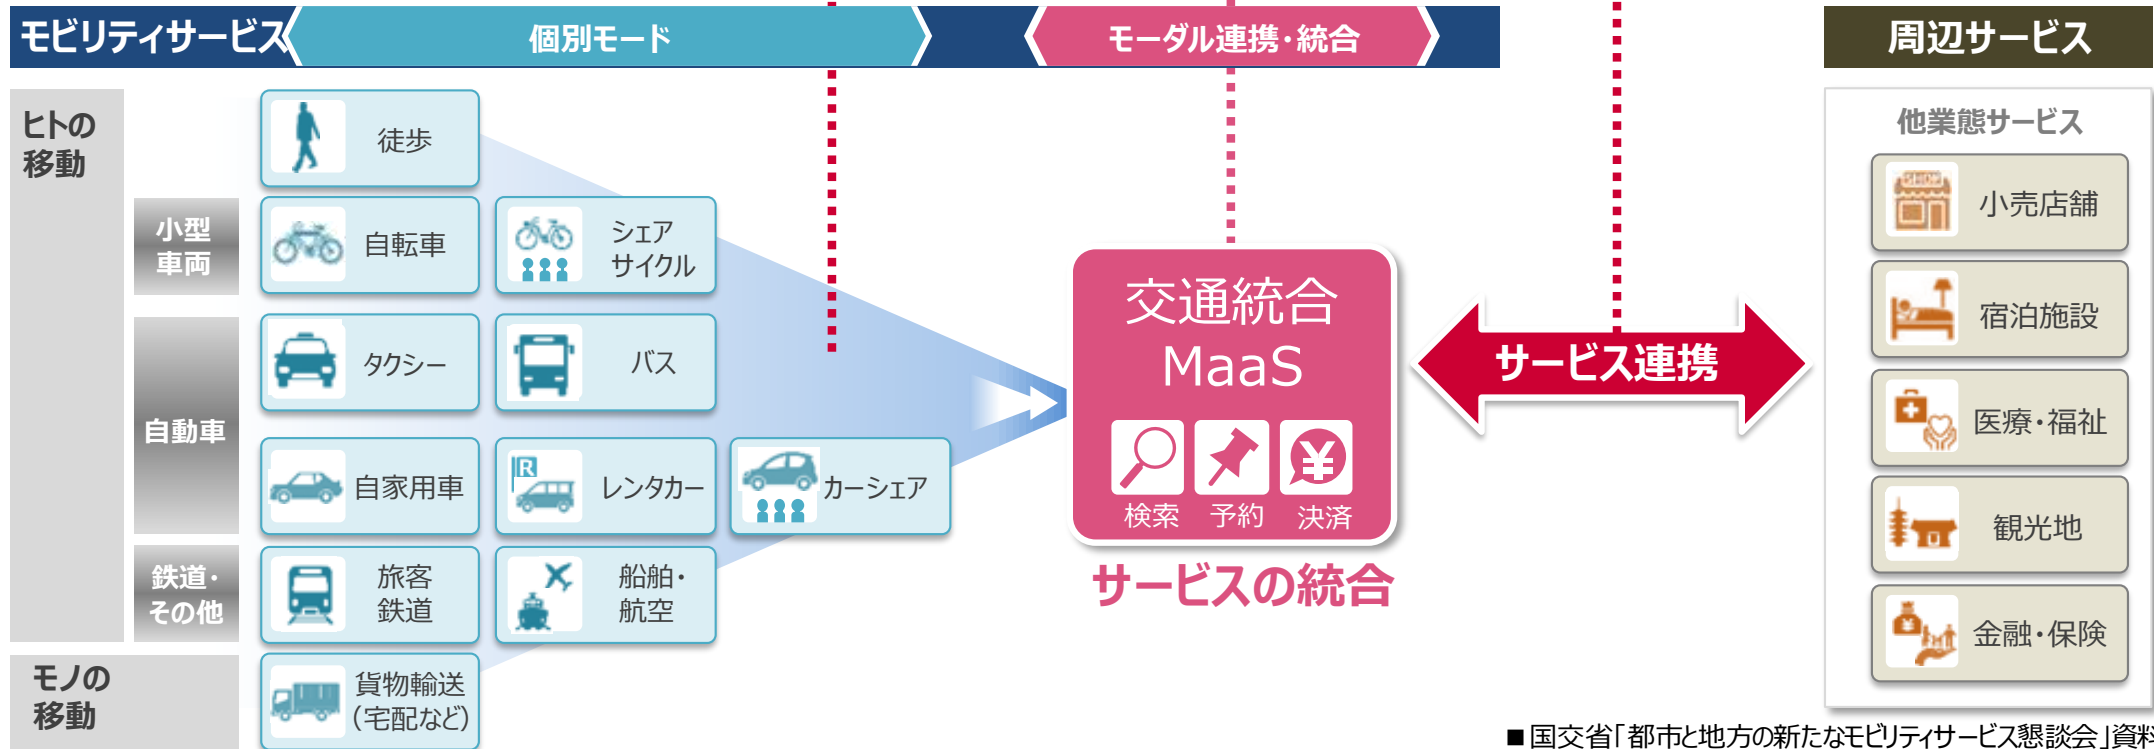 モビリティサービス
個別モード
モーダル連携・統合
周辺サービス
ヒトの
移動
徒歩
小型
車両
自転車
シェア
サイクル
自動車
タクシー
バス
自家用車
R
レンタカー
カーシェア
鉄道・
その他
旅客
鉄道
船舶・
航空
モノの
移動
貨物輸送
(宅配など)
交通統合
MaaS
¥
検索 予約 決済
サービスの統合
サービス連携
他業態サービス
SHOP
小売店舗
宿泊施設
医療・福祉
観光地
¥
金融・保険
■国交省「都市と地方の新たなモビリティサービス懇談会」資料